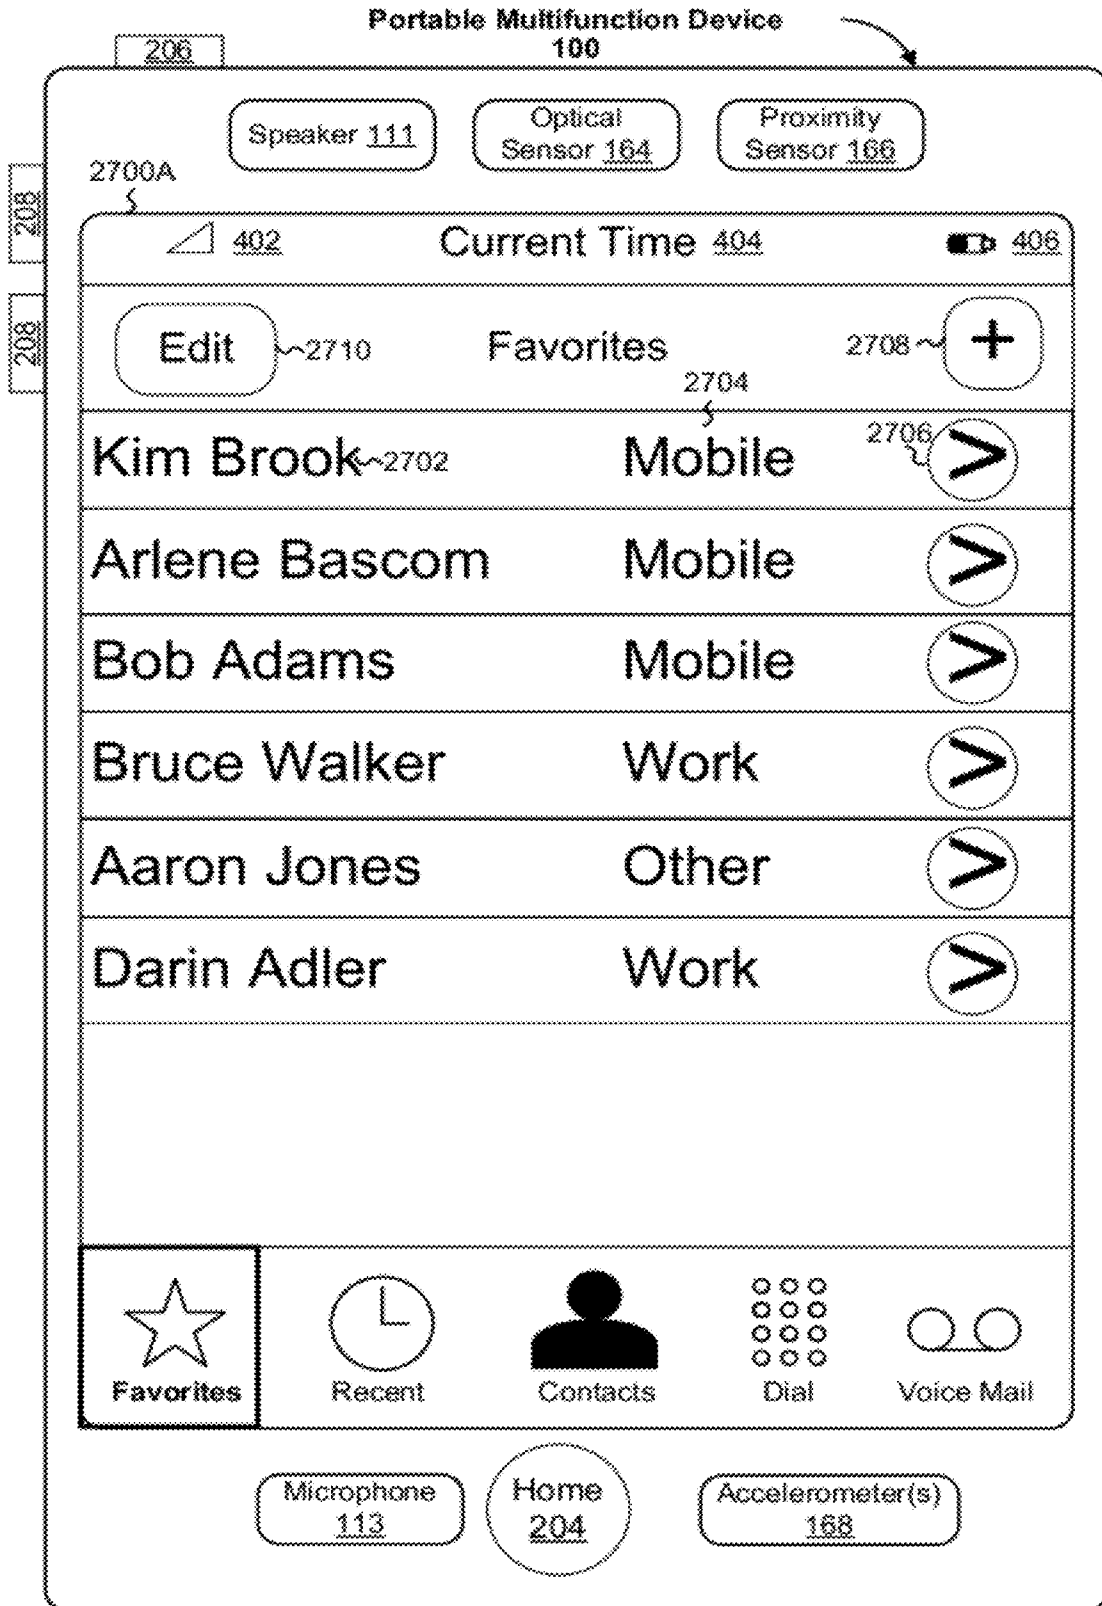 Portable Multifunction Device
100
206
Speaker 111
Optical
Sensor 164
Proximity
Sensor 166
2700A
208
208
402
Current Time 404
406
Edit
2710
Favorites
2708
+
2704
Kim Brook
2702
Mobile
2706
>
Arlene Bascom
Mobile
>
Bob Adams
Mobile
>
Bruce Walker
Work
>
Aaron Jones
Other
>
Darin Adler
Work
>
Favorites
Recent
Contacts
Dial
Voice Mail
Microphone
113
Home
204
Accelerometer(s)
168